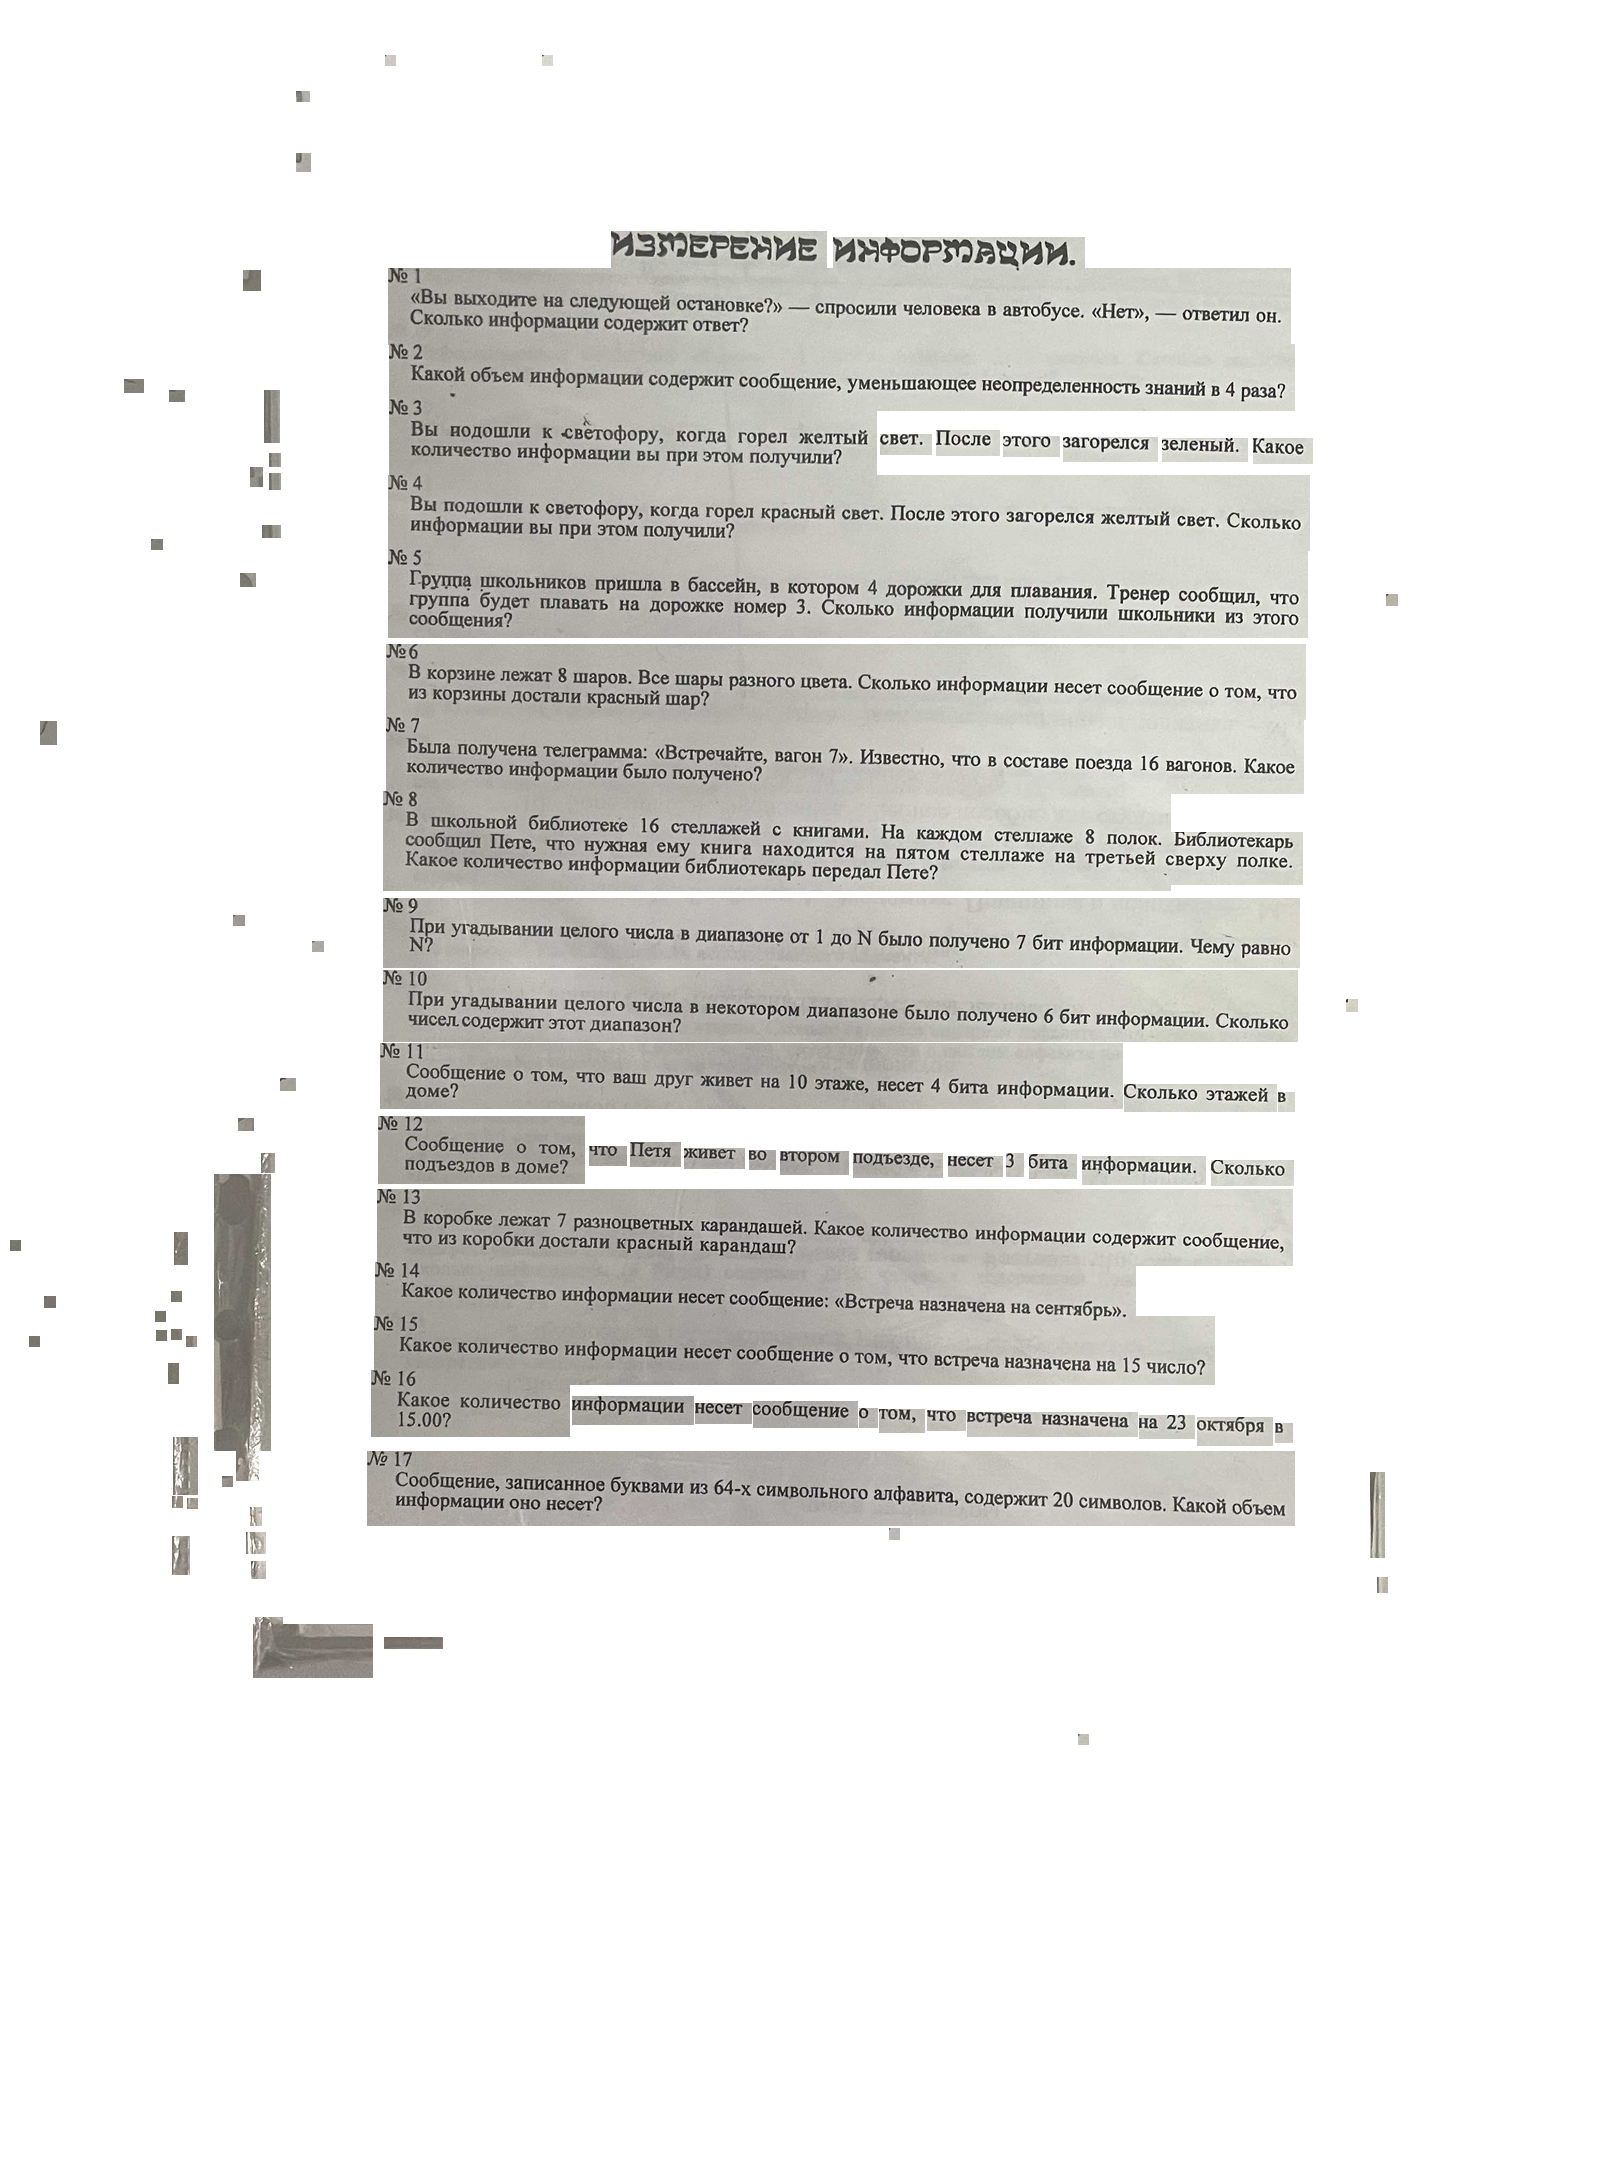 ИЗМЕРЕНИЕ ИНФОРМАЦИИ.
№ 1
«Вы выходите на следующей остановке?» — спросили человека в автобусе. «Нет», — ответил он.
Сколько информации содержит ответ?
№ 2
Какой объем информации содержит сообщение, уменьшающее неопределенность знаний в 4 раза?
№ 3
Вы подошли к светофору, когда горел желтый свет. После этого загорелся зеленый. Какое
количество информации вы при этом получили?
№ 4
Вы подошли к светофору, когда горел красный свет. После этого загорелся желтый свет. Сколько
информации вы при этом получили?
№ 5
Группа школьников пришла в бассейн, в котором 4 дорожки для плавания. Тренер сообщил, что
группа будет плавать на дорожке номер 3. Сколько информации получили школьники из этого
сообщения?
№6
В корзине лежат 8 шаров. Все шары разного цвета. Сколько информации несет сообщение о том, что
из корзины достали красный шар?
№ 7
Была получена телеграмма: «Встречайте, вагон 7». Известно, что в составе поезда 16 вагонов. Какое
количество информации было получено?
№ 8
В школьной библиотеке 16 стеллажей с книгами. На каждом стеллаже 8 полок. Библиотекарь
сообщил Пете, что нужная ему книга находится на пятом стеллаже на третьей сверху полке.
Какое количество информации библиотекарь передал Пете?
№ 9
При угадывании целого числа в диапазоне от 1 до N было получено 7 бит информации. Чему равно
N?
№ 10
При угадывании целого числа в некотором диапазоне было получено 6 бит информации. Сколько
чисел содержит этот диапазон?
№ 11
Сообщение о том, что ваш друг живет на 10 этаже, несет 4 бита информации. Сколько этажей в
доме?
№ 12
Сообщение о том, что Петя живет во втором подъезде, несет 3 бита информации. Сколько
подъездов в доме?
№ 13
В коробке лежат 7 разноцветных карандашей. Какое количество информации содержит сообщение,
что из коробки достали красный карандаш?
№ 14
Какое количество информации несет сообщение: «Встреча назначена на сентябрь».
№ 15
Какое количество информации несет сообщение о том, что встреча назначена на 15 число?
№ 16
Какое количество информации несет сообщение о том, что встреча назначена на 23 октября в
15.00?
№ 17
Сообщение, записанное буквами из 64-х символьного алфавита, содержит 20 символов. Какой объем
информации оно несет?